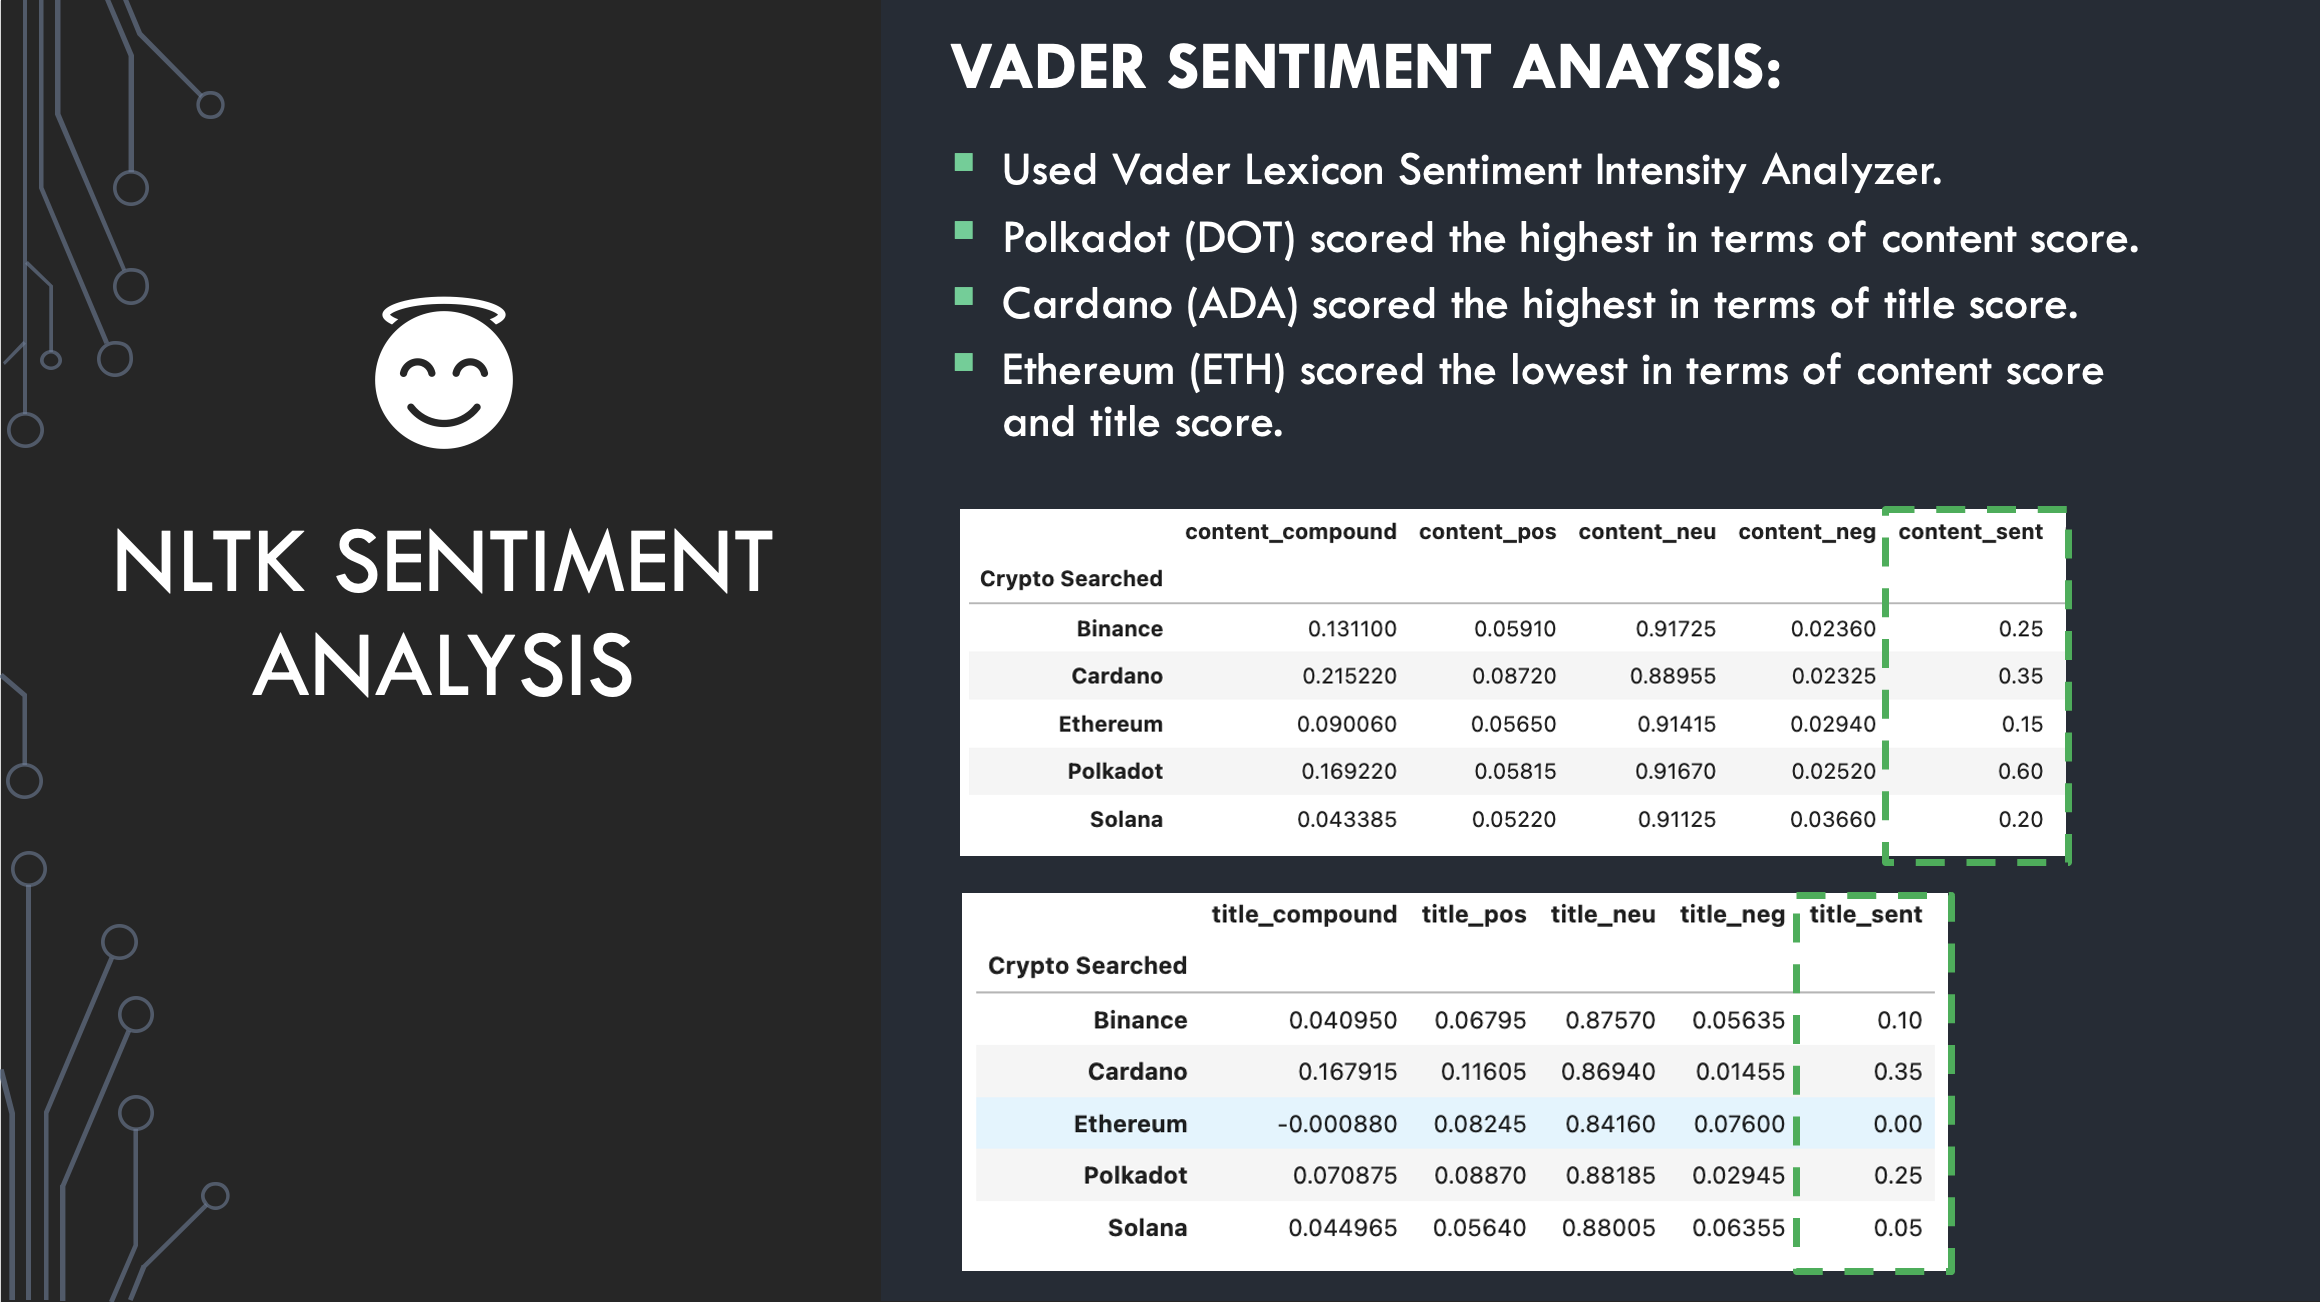 NLTK SENTIMENT
ANALYSIS
VADER SENTIMENT ANAYSIS:
Used Vader Lexicon Sentiment Intensity Analyzer.
Polkadot (DOT) scored the highest in terms of content score.
Cardano (ADA) scored the highest in terms of title score.
Ethereum (ETH) scored the lowest in terms of content score
and title score.
content_compound content_pos content_neu content_neg content_sent
Crypto Searched
Binance 0.131100 0.05910 0.91725 0.02360 0.25
Cardano 0.215220 0.08720 0.88955 0.02325 0.35
Ethereum 0.090060 0.05650 0.91415 0.02940 0.15
Polkadot 0.169220 0.05815 0.91670 0.02520 0.60
Solana 0.043385 0.05220 0.91125 0.03660 0.20
title_compound title_pos title_neu title_neg title_sent
Crypto Searched
Binance 0.040950 0.06795 0.87570 0.05635 0.10
Cardano 0.167915 0.11605 0.86940 0.01455 0.35
Ethereum -0.000880 0.08245 0.84160 0.07600 0.00
Polkadot 0.070875 0.08870 0.88185 0.02945 0.25
Solana 0.044965 0.05640 0.88005 0.06355 0.05